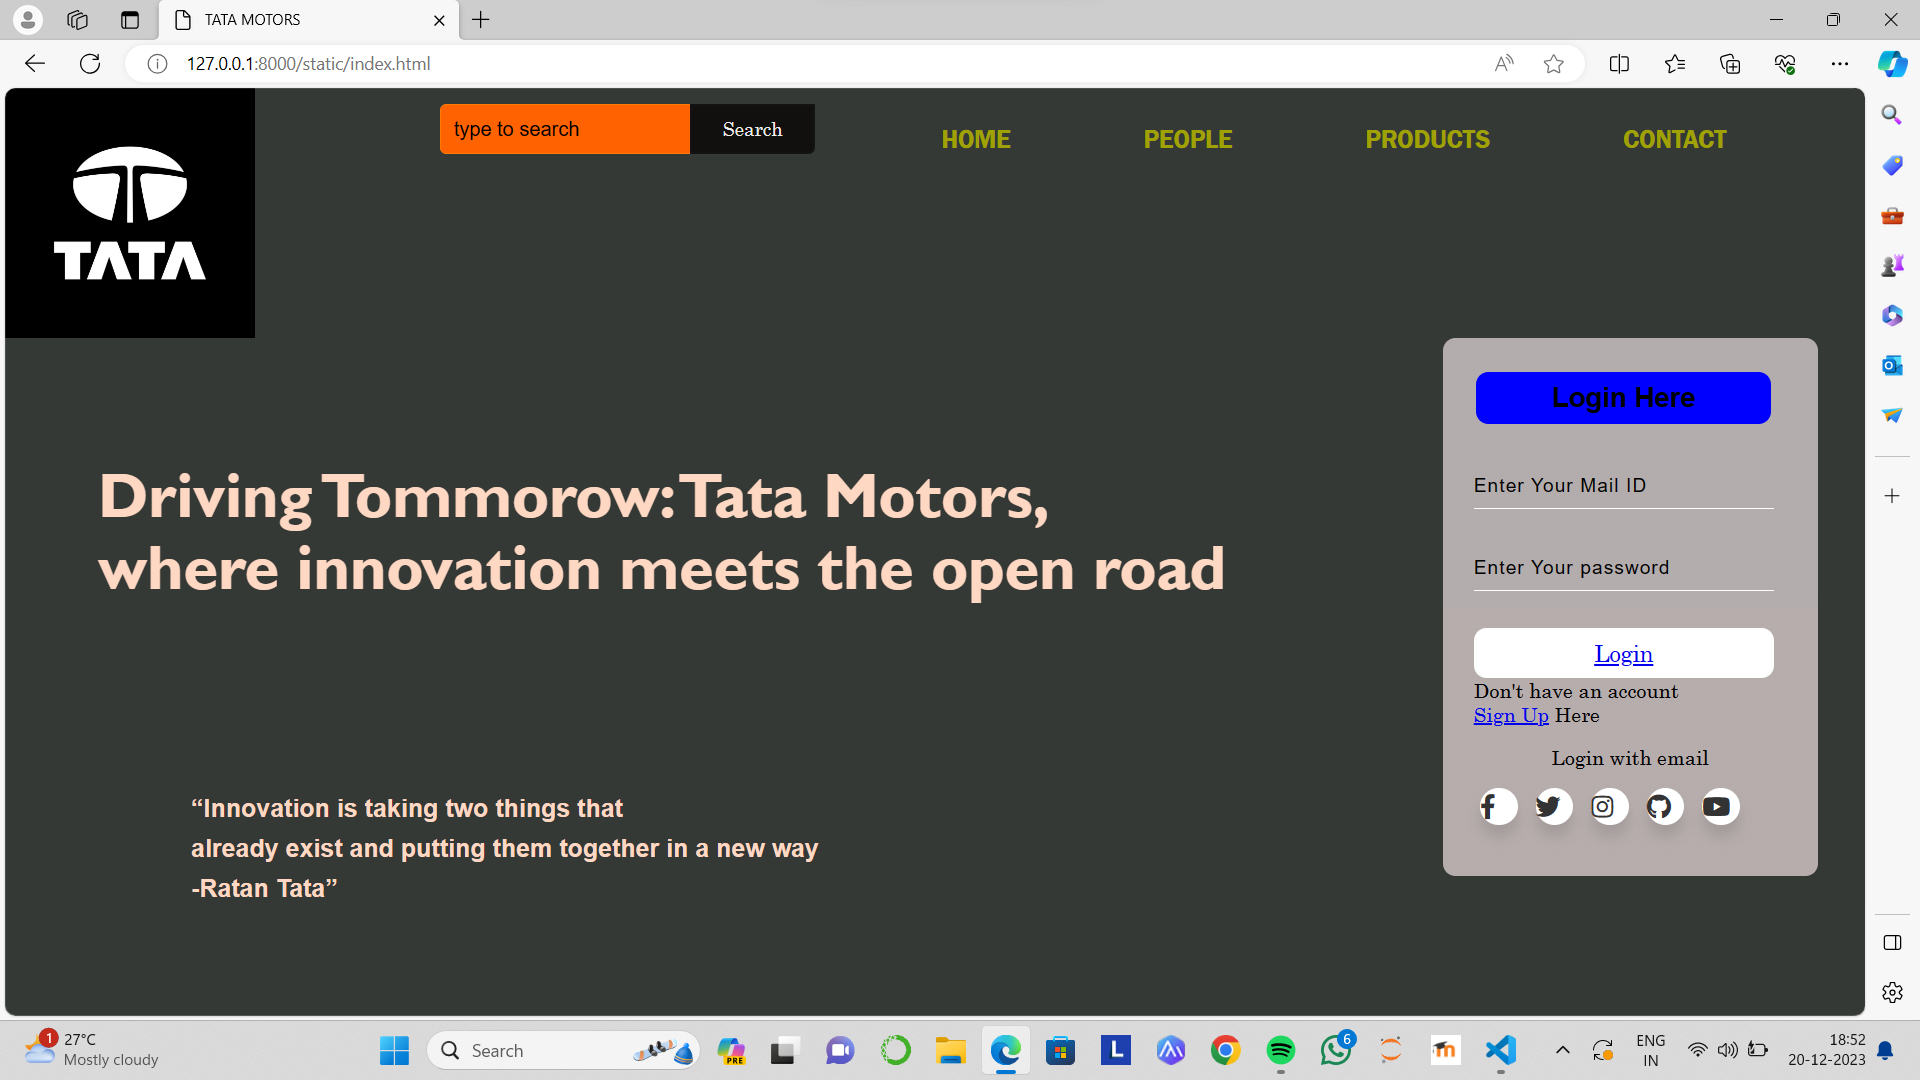 TATA MOTORS
127.0.0.1:8000/static/index.html
type to search
Search
HOME
PEOPLE
PRODUCTS
CONTACT
TATA
Login Here
Enter Your Mail ID
Enter Your password
Login
Don't have an account
Sign Up Here
Login with email
Driving Tommorow:Tata Motors,
where innovation meets the open road
“Innovation is taking two things that
already exist and putting them together in a new way
-Ratan Tata”
1
27°C
Mostly cloudy
Search
PRE
L
6
m
ENG
IN
18:52
20-12-2023